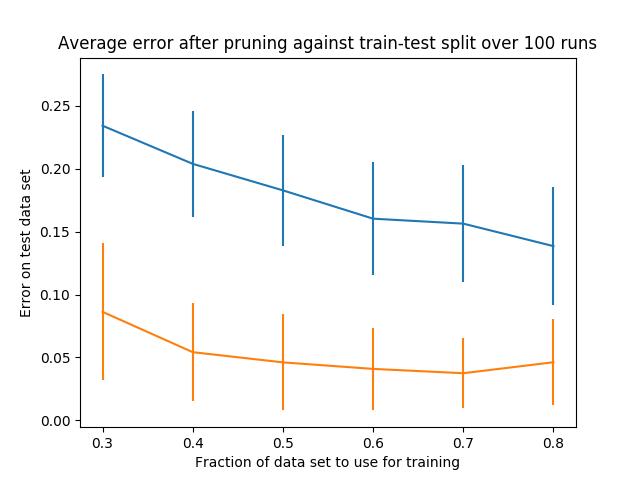 Average error after pruning against train-test split over 100 runs
Error on test data set
0.25
0.20
0.15
0.10
0.05
0.00
0.3 0.4 0.5 0.6 0.7 0.8
Fraction of data set to use for training